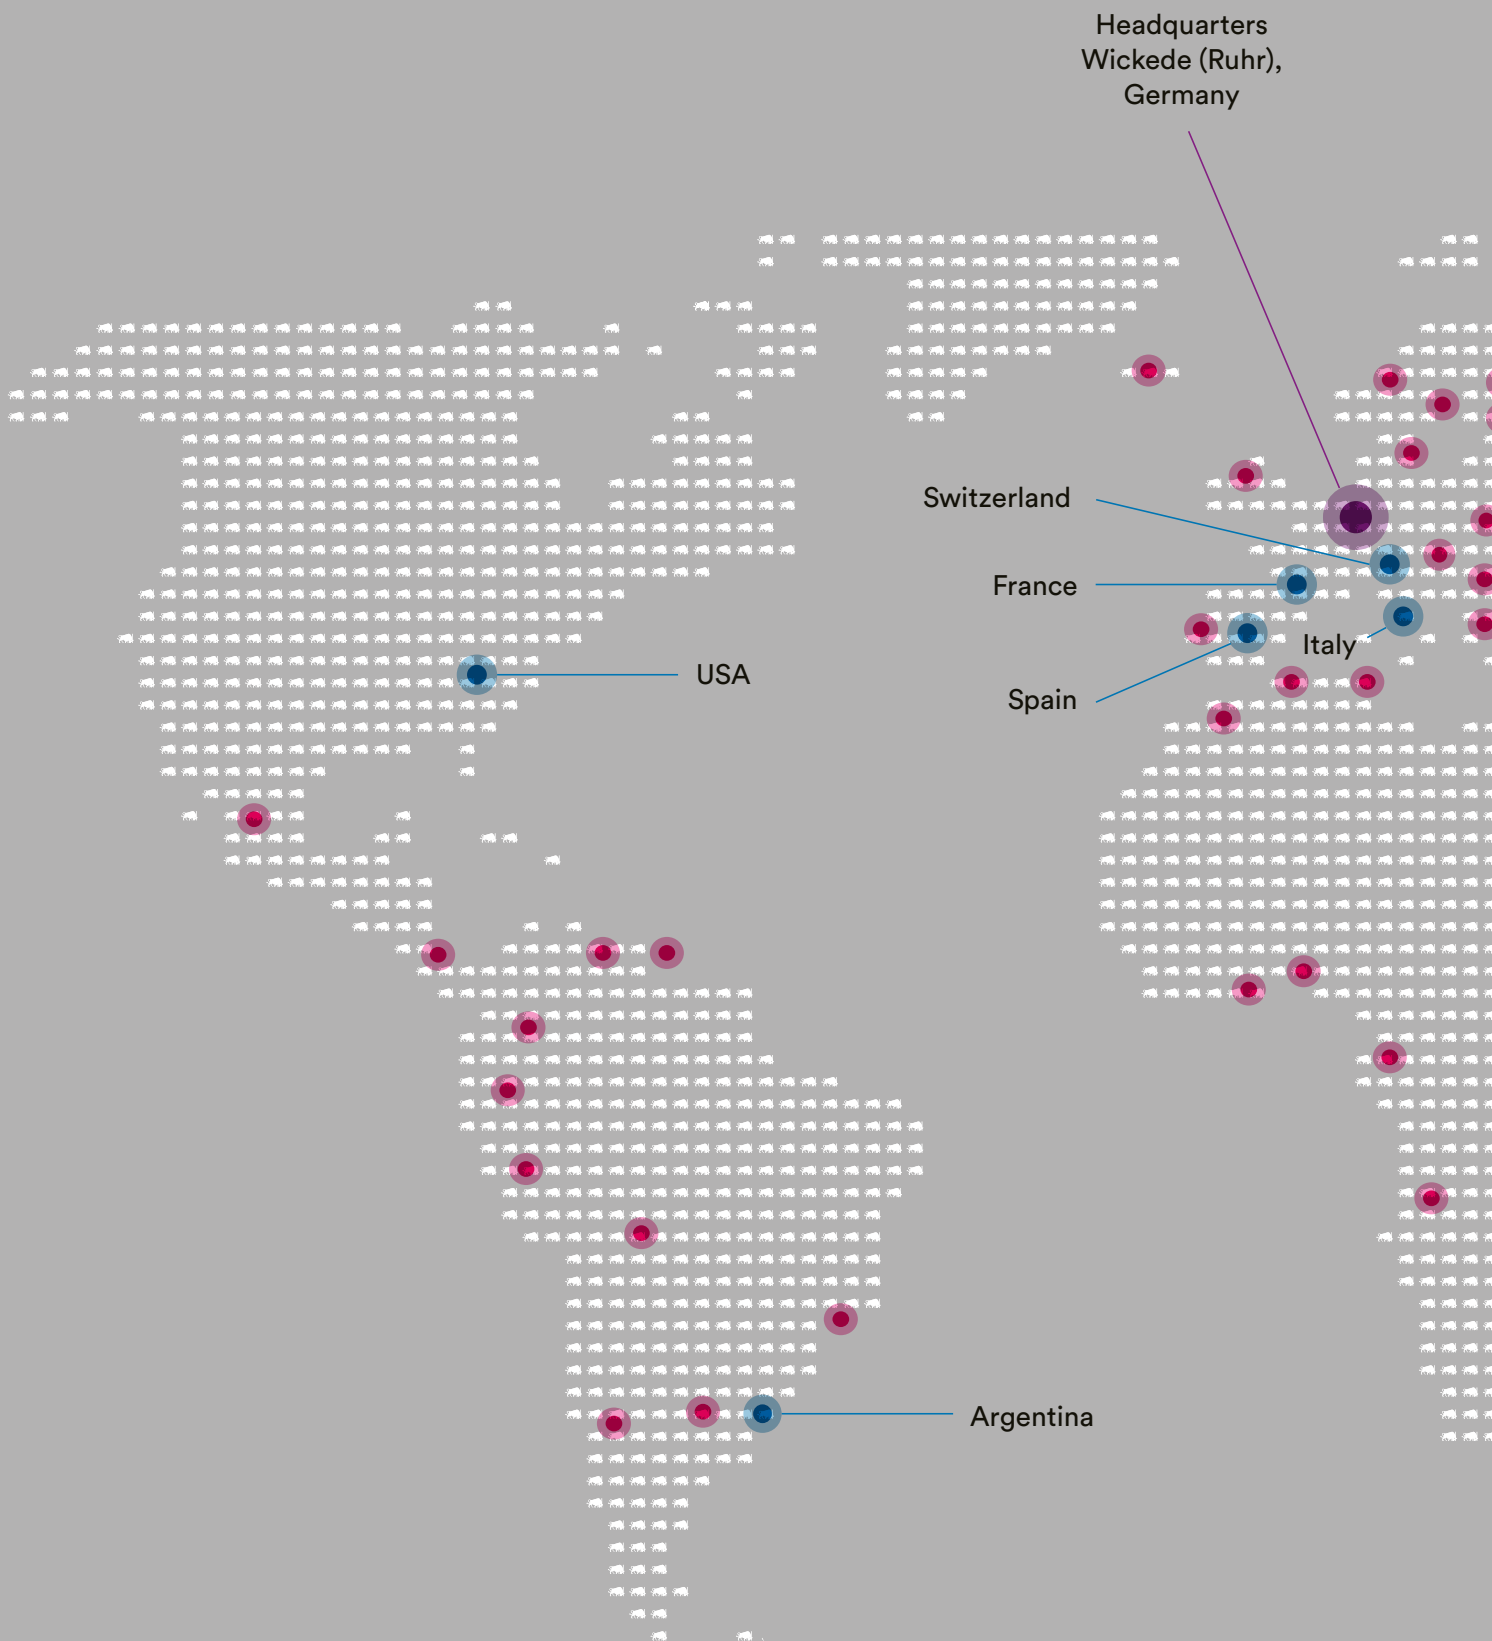 Headquarters
Wickede (Ruhr),
Germany
Switzerland
France
Italy
USA
Spain
Argentina